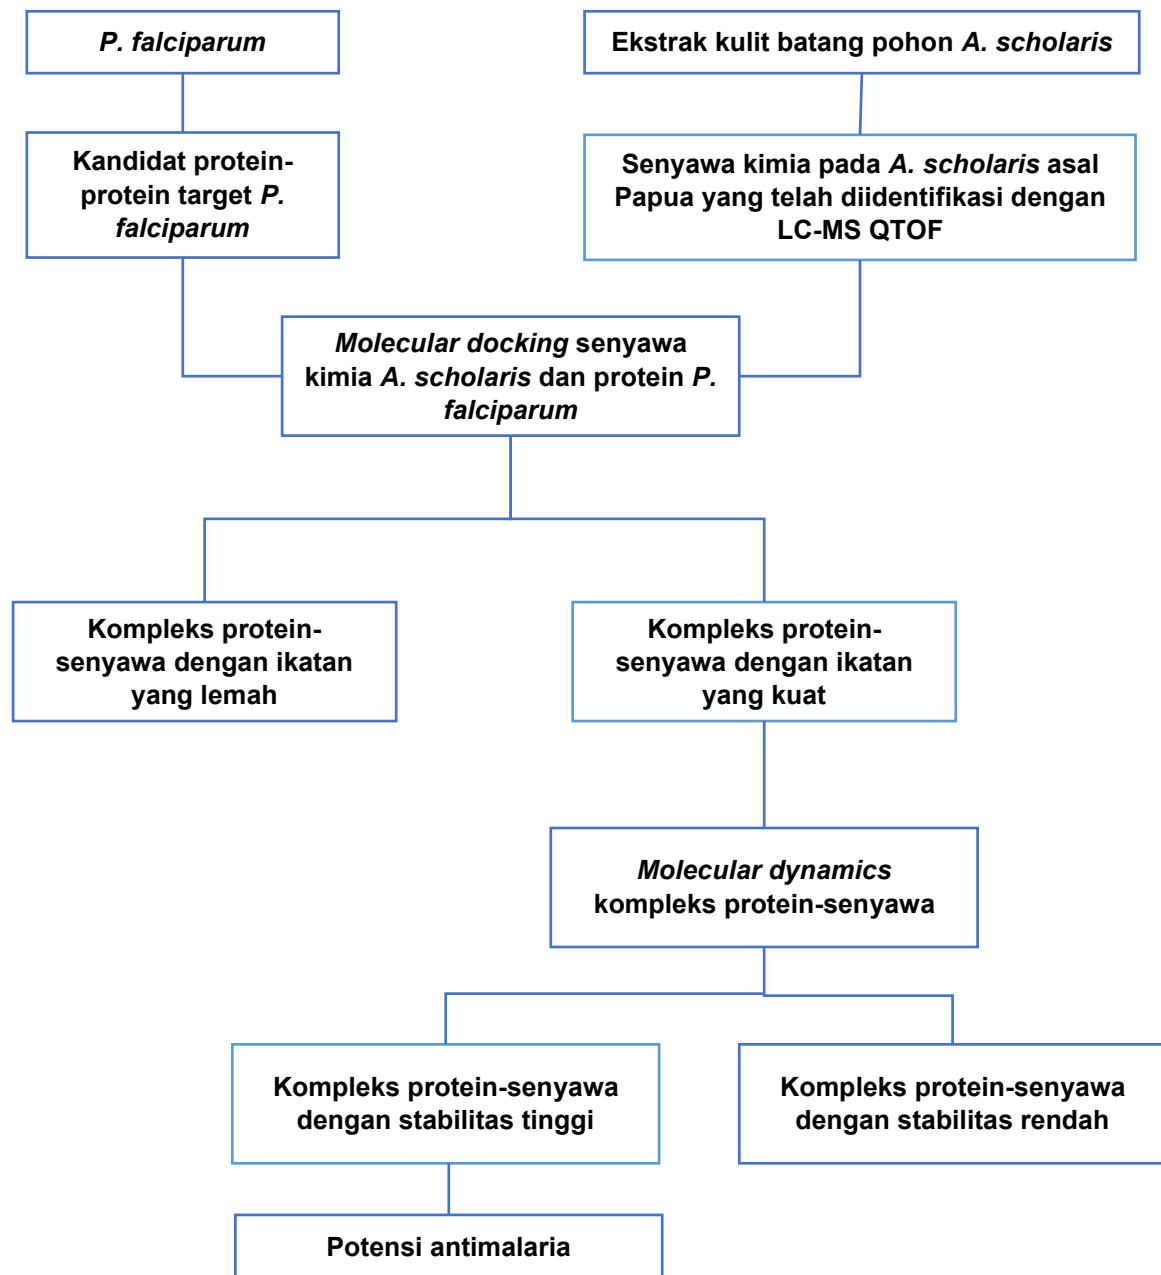 P. falciparum
Ekstrak kulit batang pohon A. scholaris
Kandidat protein-
protein target P.
falciparum
Senyawa kimia pada A. scholaris asal
Papua yang telah diidentifikasi dengan
LC-MS QTOF
Molecular docking senyawa
kimia A. scholaris dan protein P.
falciparum
Kompleks protein-
senyawa dengan ikatan
yang lemah
Kompleks protein-
senyawa dengan ikatan
yang kuat
Molecular dynamics
kompleks protein-senyawa
Kompleks protein-senyawa
dengan stabilitas tinggi
Kompleks protein-senyawa
dengan stabilitas rendah
Potensi antimalaria